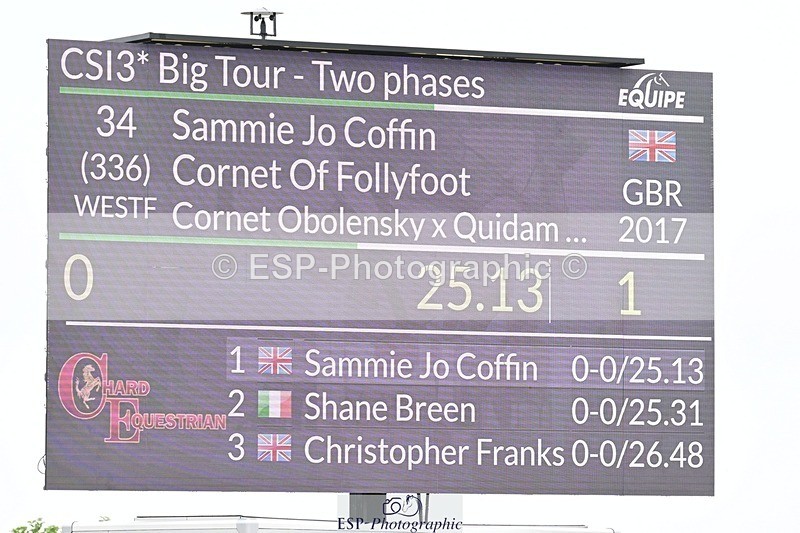 CSI3* Big Tour - Two phases
EQUIPE
34 Sammie Jo Coffin
(336) Cornet Of Follyfoot GBR
WESTF Cornet Obolensky x Quidam ... 2017
© ESP-Photographic ©
0 25.13 1
1 Sammie Jo Coffin 0-0/25.13
2 Shane Breen 0-0/25.31
3 Christopher Franks 0-0/26.48
CHARD
EQUESTRIAN
ESP-Photographic